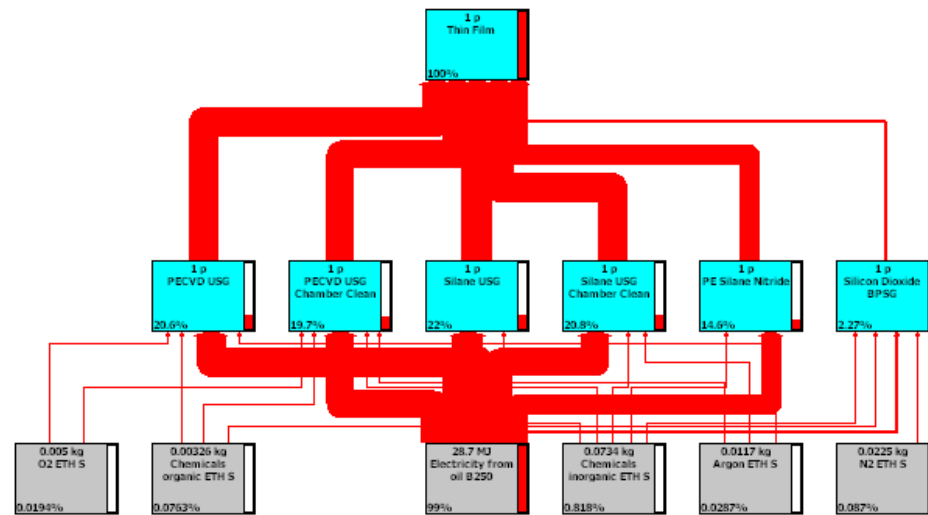 1 p
Thin Film
100%
1 p
PECVD USG
20.6%
1 p
PECVD USG
Chamber Clean
19.7%
1 p
Silane USG
22%
1 p
Silane USG
Chamber Clean
20.8%
1 p
PE Silane Nitride
14.6%
1 p
Silicon Dioxide
BPSG
2.27%
0.005 kg
O2 ETH S
0.0194%
0.00326 kg
Chemicals
organic ETH S
0.0763%
28.7 MJ
Electricity from
oil B250
99%
0.0734 kg
Chemicals
inorganic ETH S
0.818%
0.0117 kg
Argon ETH S
0.0287%
0.0225 kg
N2 ETH S
0.087%